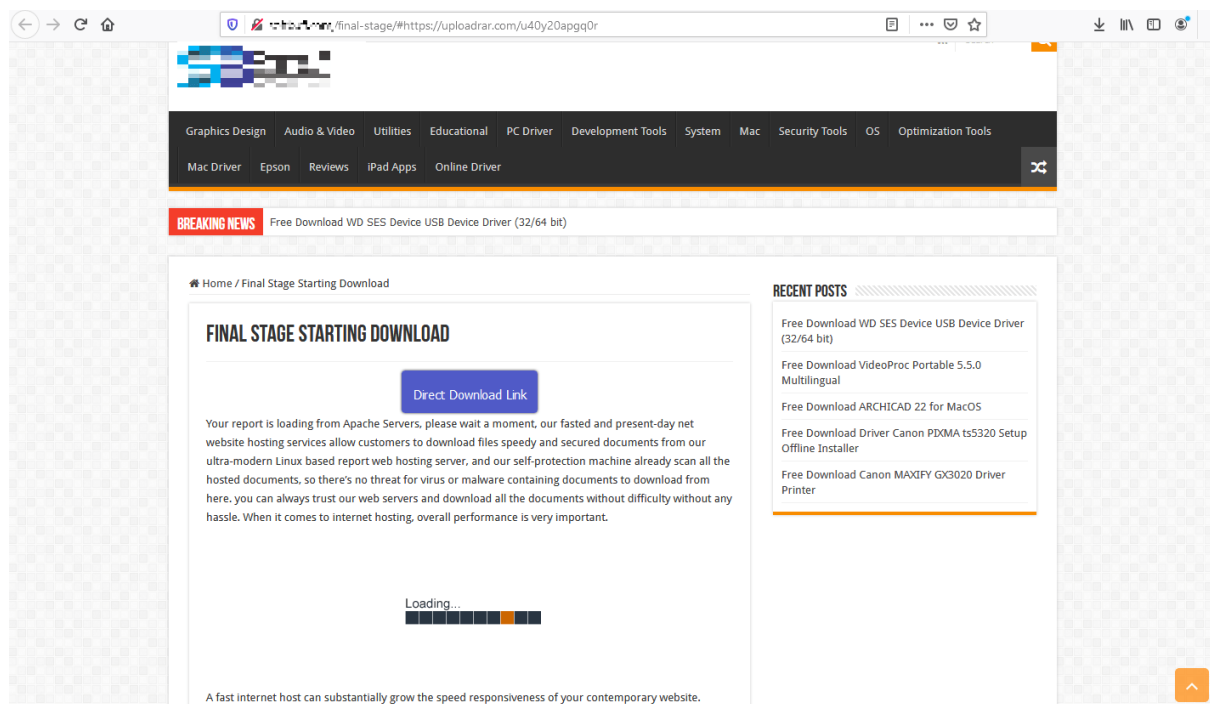 /final-stage/#https://uploadrar.com/u40y20apgq0r
Graphics Design Audio & Video Utilities Educational PC Driver Development Tools System Mac Security Tools OS Optimization Tools
Mac Driver Epson Reviews iPad Apps Online Driver
BREAKING NEWS Free Download WD SES Device USB Device Driver (32/64 bit)
Home / Final Stage Starting Download
FINAL STAGE STARTING DOWNLOAD
Direct Download Link
Your report is loading from Apache Servers, please wait a moment, our fasted and present-day net
website hosting services allow customers to download files speedy and secured documents from our
ultra-modern Linux based report web hosting server, and our self-protection machine already scan all the
hosted documents, so there's no threat for virus or malware containing documents to download from
here. you can always trust our web servers and download all the documents without difficulty without any
hassle. When it comes to internet hosting, overall performance is very important.
Loading...
A fast internet host can substantially grow the speed responsiveness of your contemporary website.
RECENT POSTS
Free Download WD SES Device USB Device Driver
(32/64 bit)
Free Download VideoProc Portable 5.5.0
Multilingual
Free Download ARCHICAD 22 for MacOS
Free Download Driver Canon PIXMA ts5320 Setup
Offline Installer
Free Download Canon MAXIFY GX3020 Driver
Printer